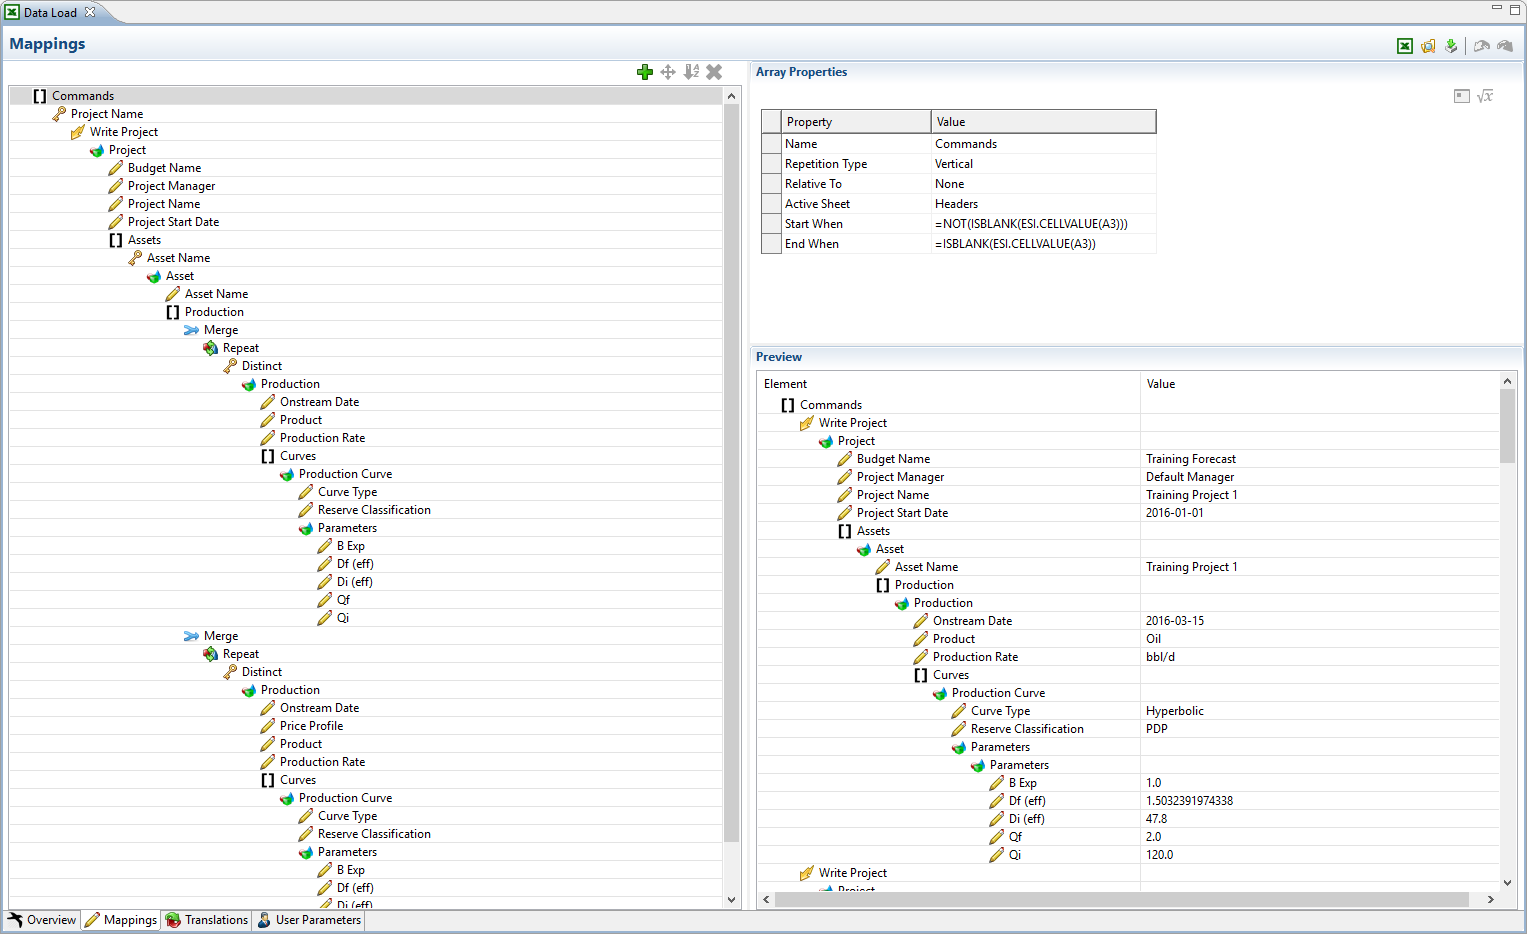 Data Load
Mappings
Commands
Project Name
Write Project
Project
Budget Name
Project Manager
Project Name
Project Start Date
[] Assets
Asset Name
Asset
Asset Name
[] Production
Merge
Repeat
Distinct
Production
Onstream Date
Product
Production Rate
[] Curves
Production Curve
Curve Type
Reserve Classification
Parameters
B Exp
Df (eff)
Di (eff)
Qf
Qi
Merge
Repeat
Distinct
Production
Onstream Date
Price Profile
Product
Production Rate
[] Curves
Production Curve
Curve Type
Reserve Classification
Parameters
B Exp
Df (eff)
Di (eff)
Array Properties
Property Value
Name Commands
Repetition Type Vertical
Relative To None
Active Sheet Headers
Start When =NOT(ISBLANK(ESI.CELLVALUE(A3)))
End When =ISBLANK(ESI.CELLVALUE(A3))
Preview
Element Value
[] Commands
Write Project
Project
Budget Name Training Forecast
Project Manager Default Manager
Project Name Training Project 1
Project Start Date 2016-01-01
[] Assets
Asset
Asset Name Training Project 1
[] Production
Production
Onstream Date 2016-03-15
Product Oil
Production Rate bbl/d
[] Curves
Production Curve
Curve Type Hyperbolic
Reserve Classification PDP
Parameters
Parameters
B Exp 1.0
Df (eff) 1.5032391974338
Di (eff) 47.8
Qf 2.0
Qi 120.0
Write Project
Project
Overview Mappings Translations User Parameters